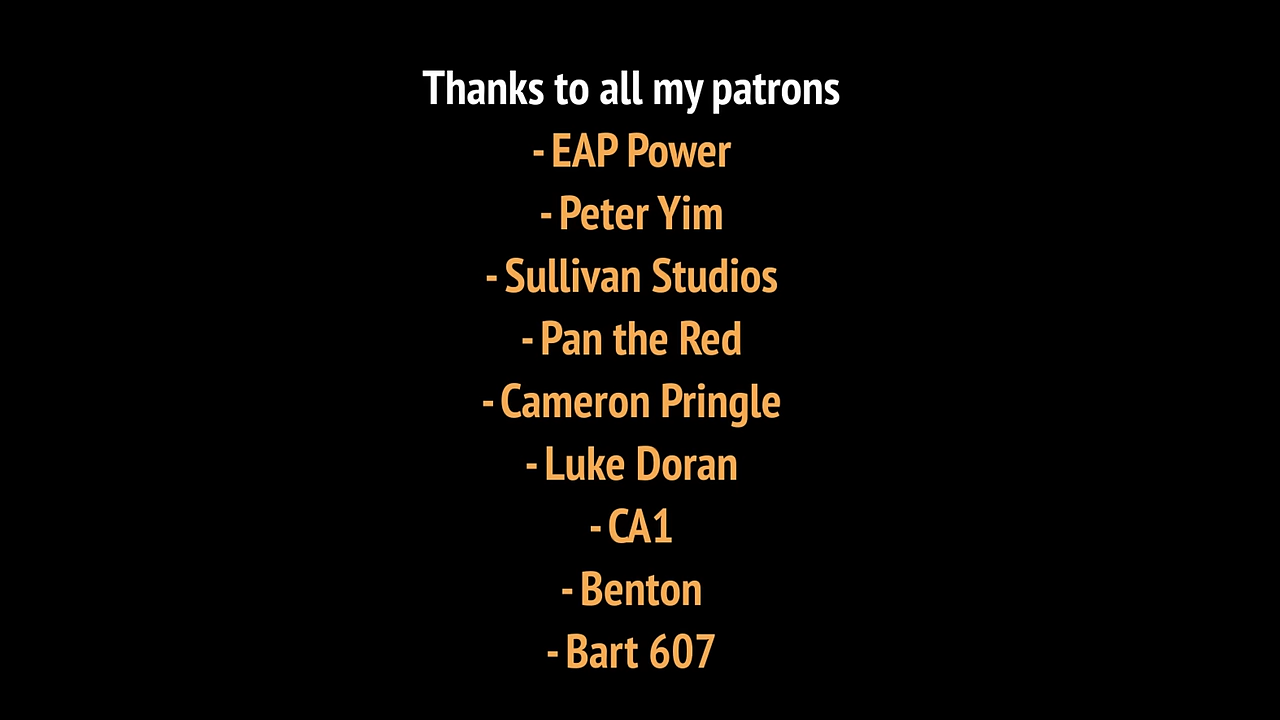 Thanks to all my patrons
- EAP Power
- Peter Yim
- Sullivan Studios
- Pan the Red
- Cameron Pringle
- Luke Doran
- CA1
- Benton
- Bart 607